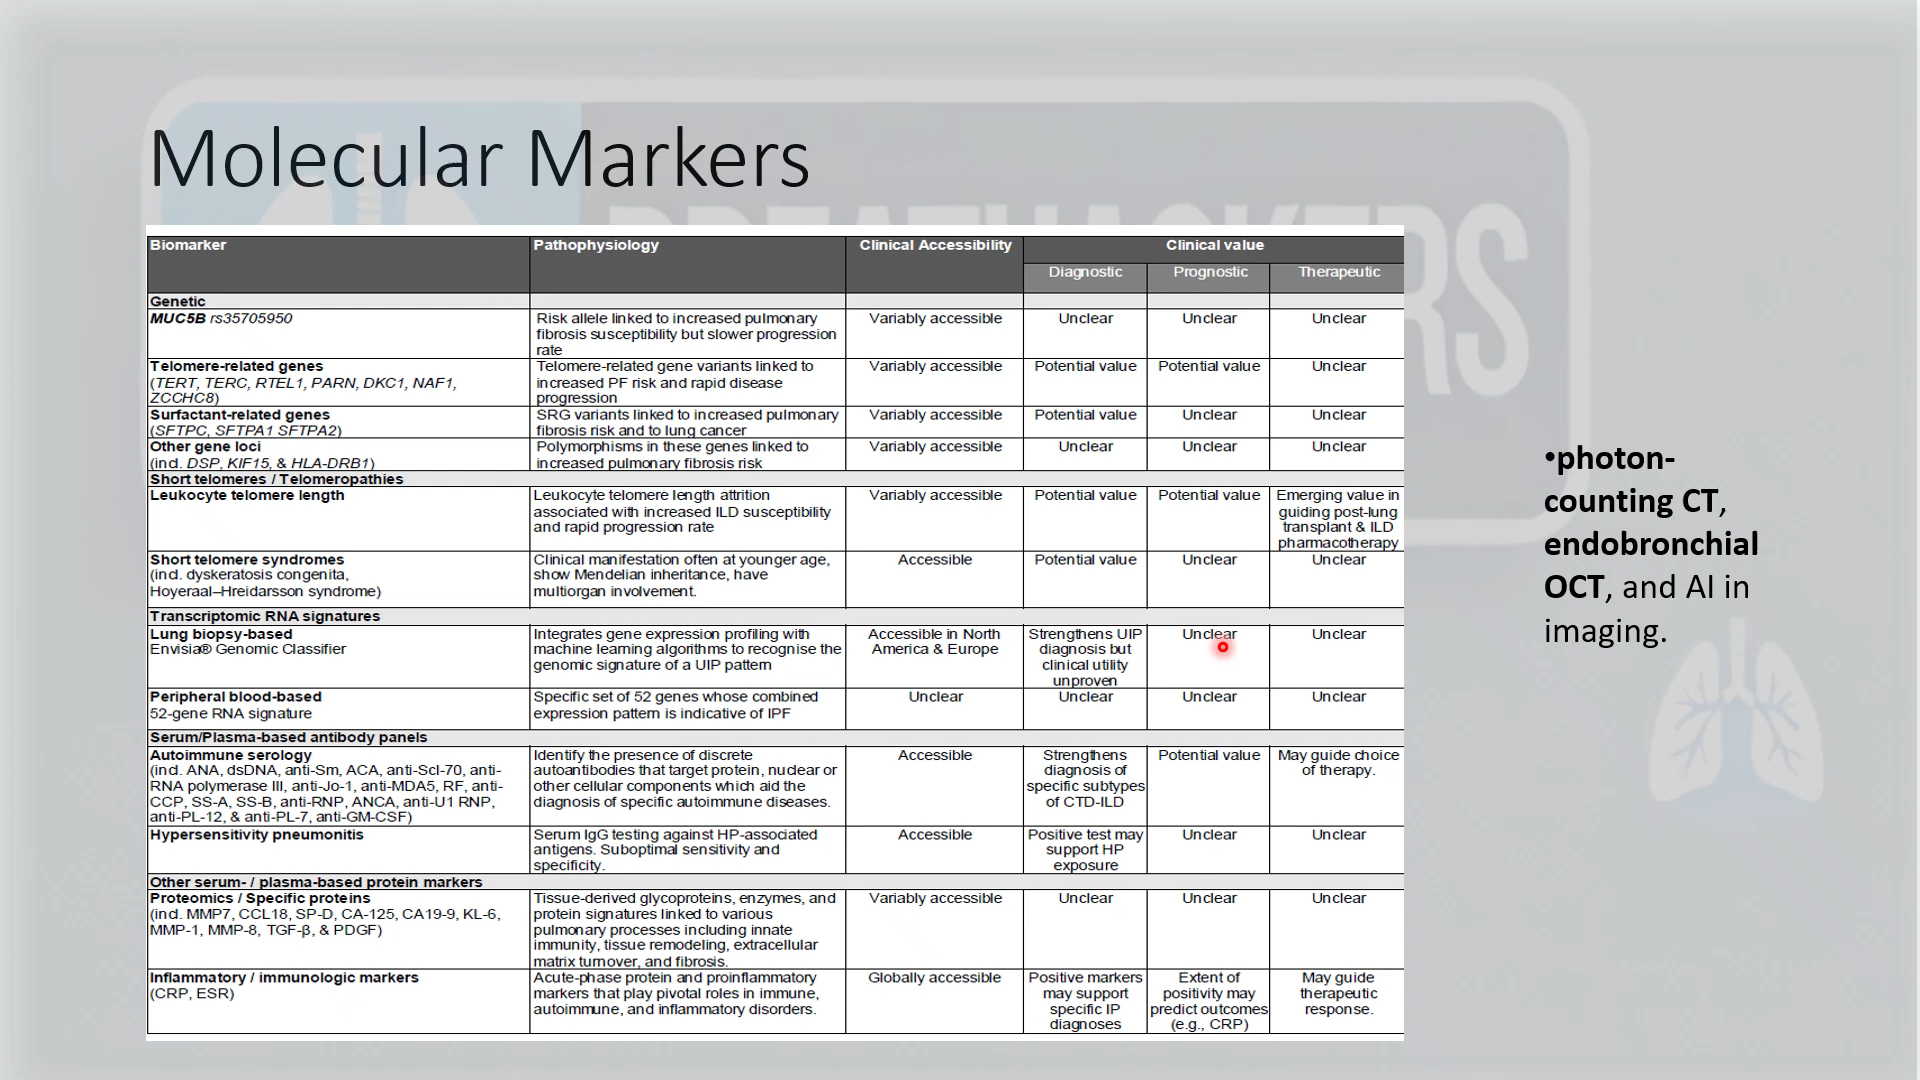 Molecular Markers
Biomarker Pathophysiology Clinical Accessibility Clinical value
Diagnostic Prognostic Therapeutic
Genetic
MUC5B rs35705950
Risk allele linked to increased pulmonary
fibrosis susceptibility but slower progression
rate
Variably accessible
Unclear
Unclear
Unclear
Telomere-related genes
(TERT, TERC, RTEL1, PARN, DKC1, NAF1,
ZCCHC8)
Telomere-related gene variants linked to
increased PF risk and rapid disease
progression
Variably accessible
Potential value
Potential value
Unclear
Surfactant-related genes
(SFTPC, SFTPA1 SFTPA2)
SRG variants linked to increased pulmonary
fibrosis risk and to lung cancer
Variably accessible
Potential value
Unclear
Unclear
Other gene loci
(incl. DSP, KIF15, & HLA-DRB1)
Polymorphisms in these genes linked to
increased pulmonary fibrosis risk
Variably accessible
Unclear
Unclear
Unclear
Short telomeres / Telomeropathies
Leukocyte telomere length
Leukocyte telomere length attrition
associated with increased ILD susceptibility
and rapid progression rate
Variably accessible
Potential value
Potential value
Emerging value in
guiding post-lung
transplant & ILD
pharmacotherapy
Short telomere syndromes
(incl. dyskeratosis congenita,
Hoyeraal–Hreidarsson syndrome)
Clinical manifestation often at younger age,
show Mendelian inheritance, have
multiorgan involvement.
Accessible
Potential value
Unclear
Unclear
Transcriptomic RNA signatures
Lung biopsy-based
Envisia® Genomic Classifier
Integrates gene expression profiling with
machine learning algorithms to recognise the
genomic signature of a UIP pattern
Accessible in North
America & Europe
Strengthens UIP
diagnosis but
clinical utility
unproven
Unclear
Unclear
Peripheral blood-based
52-gene RNA signature
Specific set of 52 genes whose combined
expression pattern is indicative of IPF
Unclear
Unclear
Unclear
Unclear
Serum/Plasma-based antibody panels
Autoimmune serology
(incl. ANA, dsDNA, anti-Sm, ACA, anti-Scl-70, anti-
RNA polymerase III, anti-Jo-1, anti-MDA5, RF, anti-
CCP, SS-A, SS-B, anti-RNP, ANCA, anti-U1 RNP,
anti-PL-12, & anti-PL-7, anti-GM-CSF)
Identify the presence of discrete
autoantibodies that target protein, nuclear or
other cellular components which aid the
diagnosis of specific autoimmune diseases.
Accessible
Strengthens
diagnosis of
specific subtypes
of CTD-ILD
Potential value
May guide choice
of therapy.
Hypersensitivity pneumonitis
Serum IgG testing against HP-associated
antigens. Suboptimal sensitivity and
specificity.
Accessible
Positive test may
support HP
exposure
Unclear
Unclear
Other serum- / plasma-based protein markers
Proteomics / Specific proteins
(incl. MMP7, CCL18, SP-D, CA-125, CA19-9, KL-6,
MMP-1, MMP-8, TGF-β, & PDGF)
Tissue-derived glycoproteins, enzymes, and
protein signatures linked to various
pulmonary processes including innate
immunity, tissue remodeling, extracellular
matrix turnover, and fibrosis.
Variably accessible
Unclear
Unclear
Unclear
Inflammatory / immunologic markers
(CRP, ESR)
Acute-phase protein and proinflammatory
markers that play pivotal roles in immune,
autoimmune, and inflammatory disorders.
Globally accessible
Positive markers
may support
specific IP
diagnoses
Extent of
positivity may
predict outcomes
(e.g., CRP)
May guide
therapeutic
response.
•photon-
counting CT,
endobronchial
OCT, and AI in
imaging.